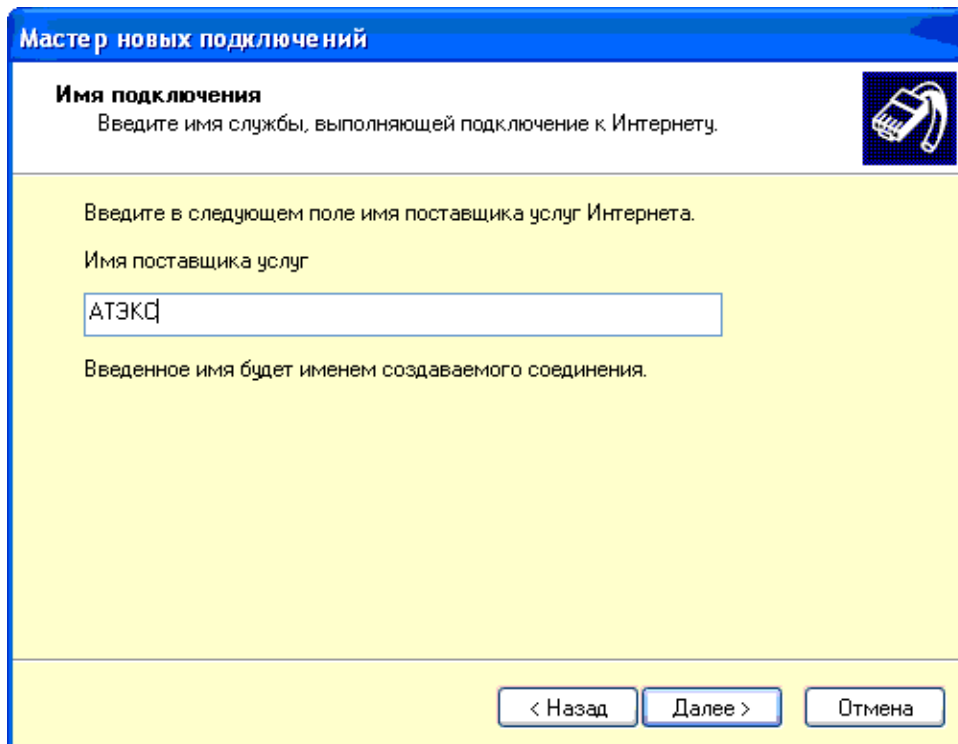 Мастер новых подключений
Имя подключения
Введите имя службы, выполняющей подключение к Интернету.
Введите в следующем поле имя поставщика услуг Интернета.
Имя поставщика услуг
АТЭКС
Введенное имя будет именем создаваемого соединения.
< Назад Далее > Отмена